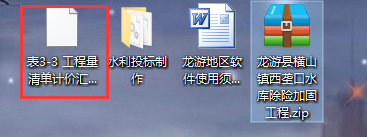 表3-3 工程量
清单计价汇...
水利投标制
作
龙游地区软
件使用须...
龙游县横山
镇西垄口水
库除险加固
工程.zip